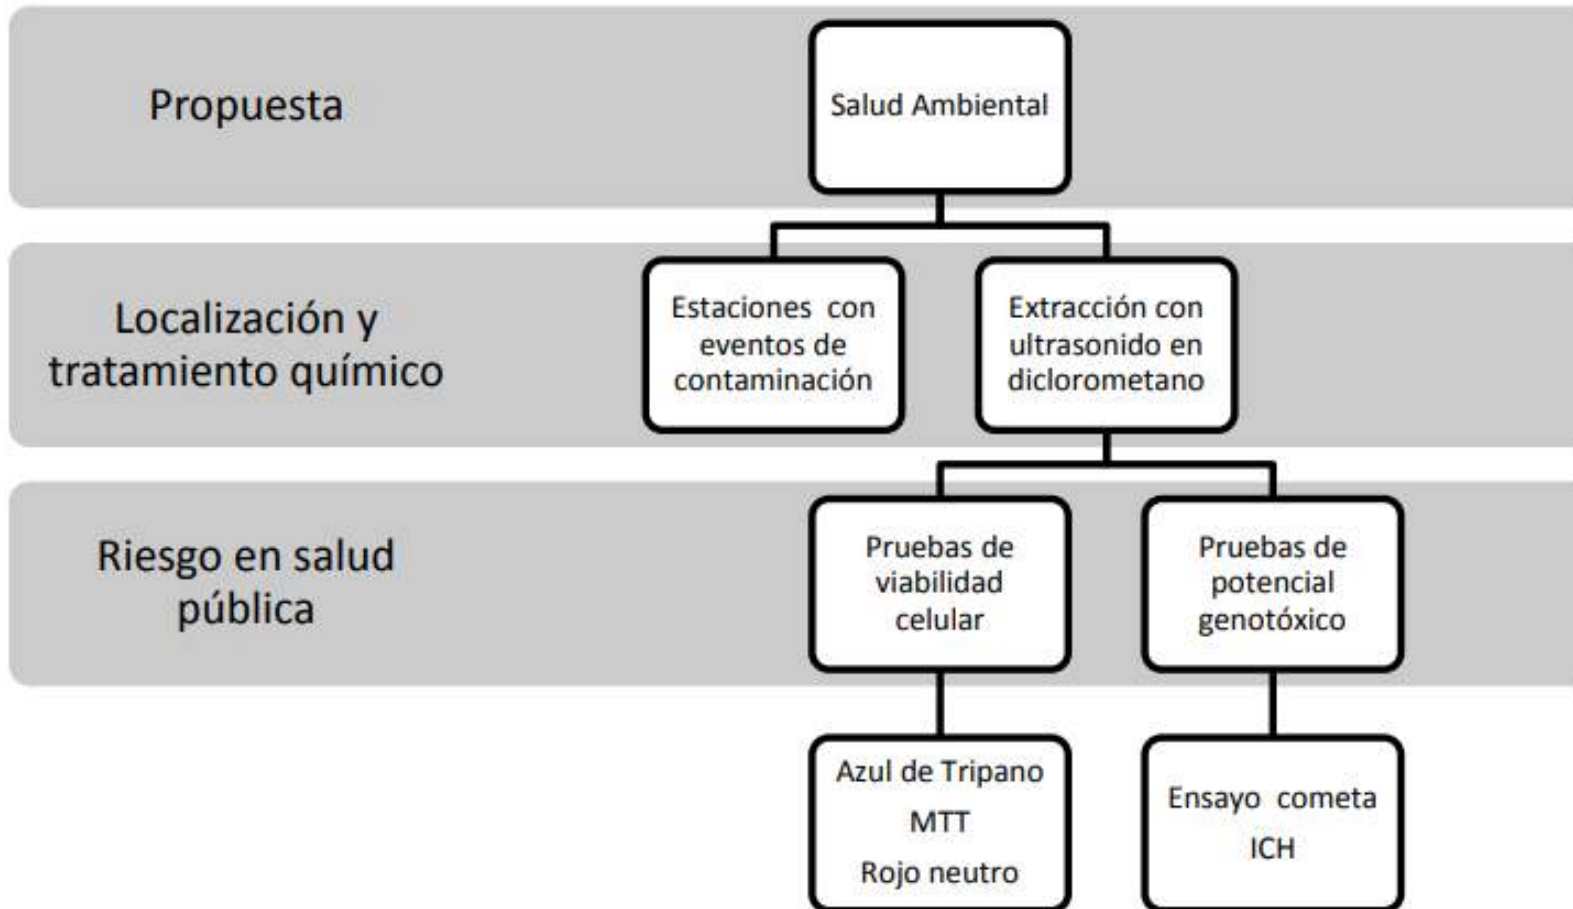 Propuesta
Salud Ambiental
Localización y
tratamiento químico
Estaciones con
eventos de
contaminación
Extracción con
ultrasonido en
diclorometano
Riesgo en salud
pública
Pruebas de
viabilidad
celular
Pruebas de
potencial
genotóxico
Azul de Tripano
MTT
Rojo neutro
Ensayo cometa
ICH